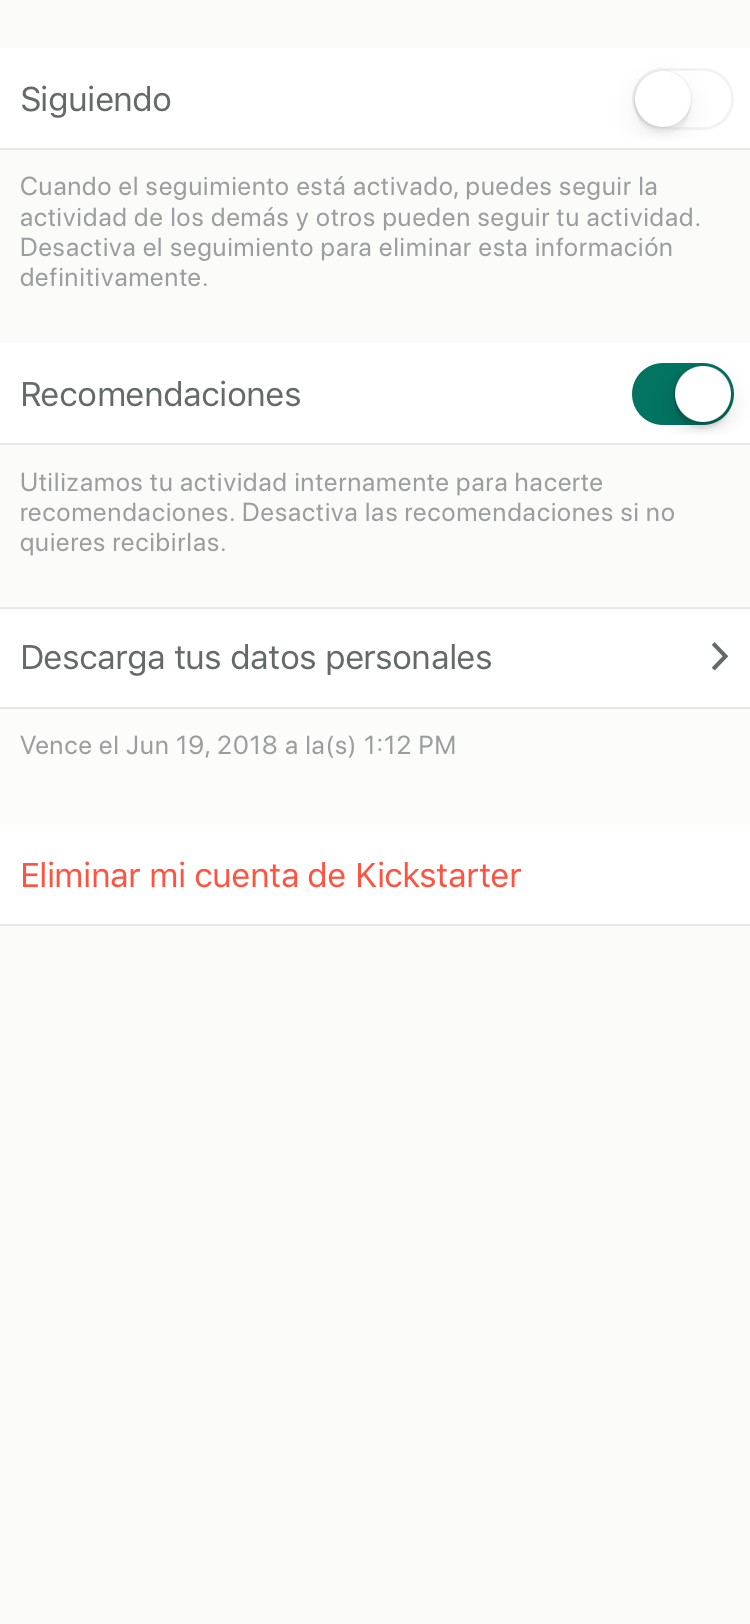 Siguiendo
Cuando el seguimiento está activado, puedes seguir la
actividad de los demás y otros pueden seguir tu actividad.
Desactiva el seguimiento para eliminar esta información
definitivamente.
Recomendaciones
Utilizamos tu actividad internamente para hacerte
recomendaciones. Desactiva las recomendaciones si no
quieres recibirlas.
Descarga tus datos personales
Vence el Jun 19, 2018 a la(s) 1:12 PM
Eliminar mi cuenta de Kickstarter